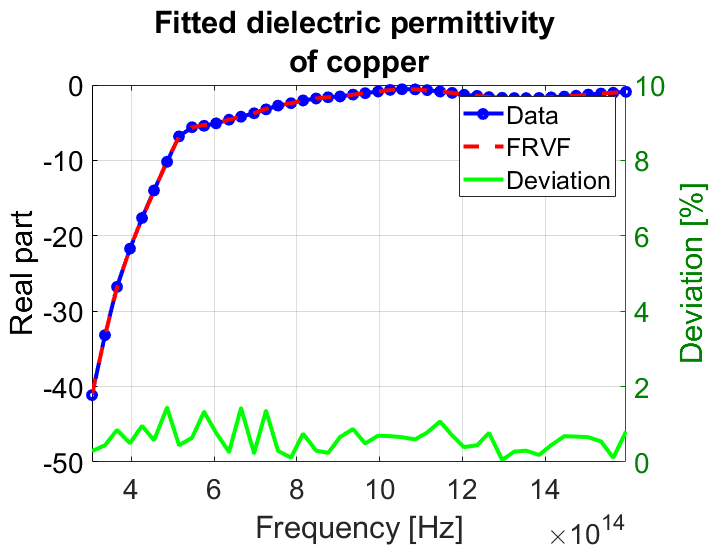 Fitted dielectric permittivity
of copper
0
-10
-20
-30
-40
-50
Real part
10
8
6
4
2
0
Deviation [%]
Data
FRVF
Deviation
4 6 8 10 12 14
Frequency [Hz]
×10^14